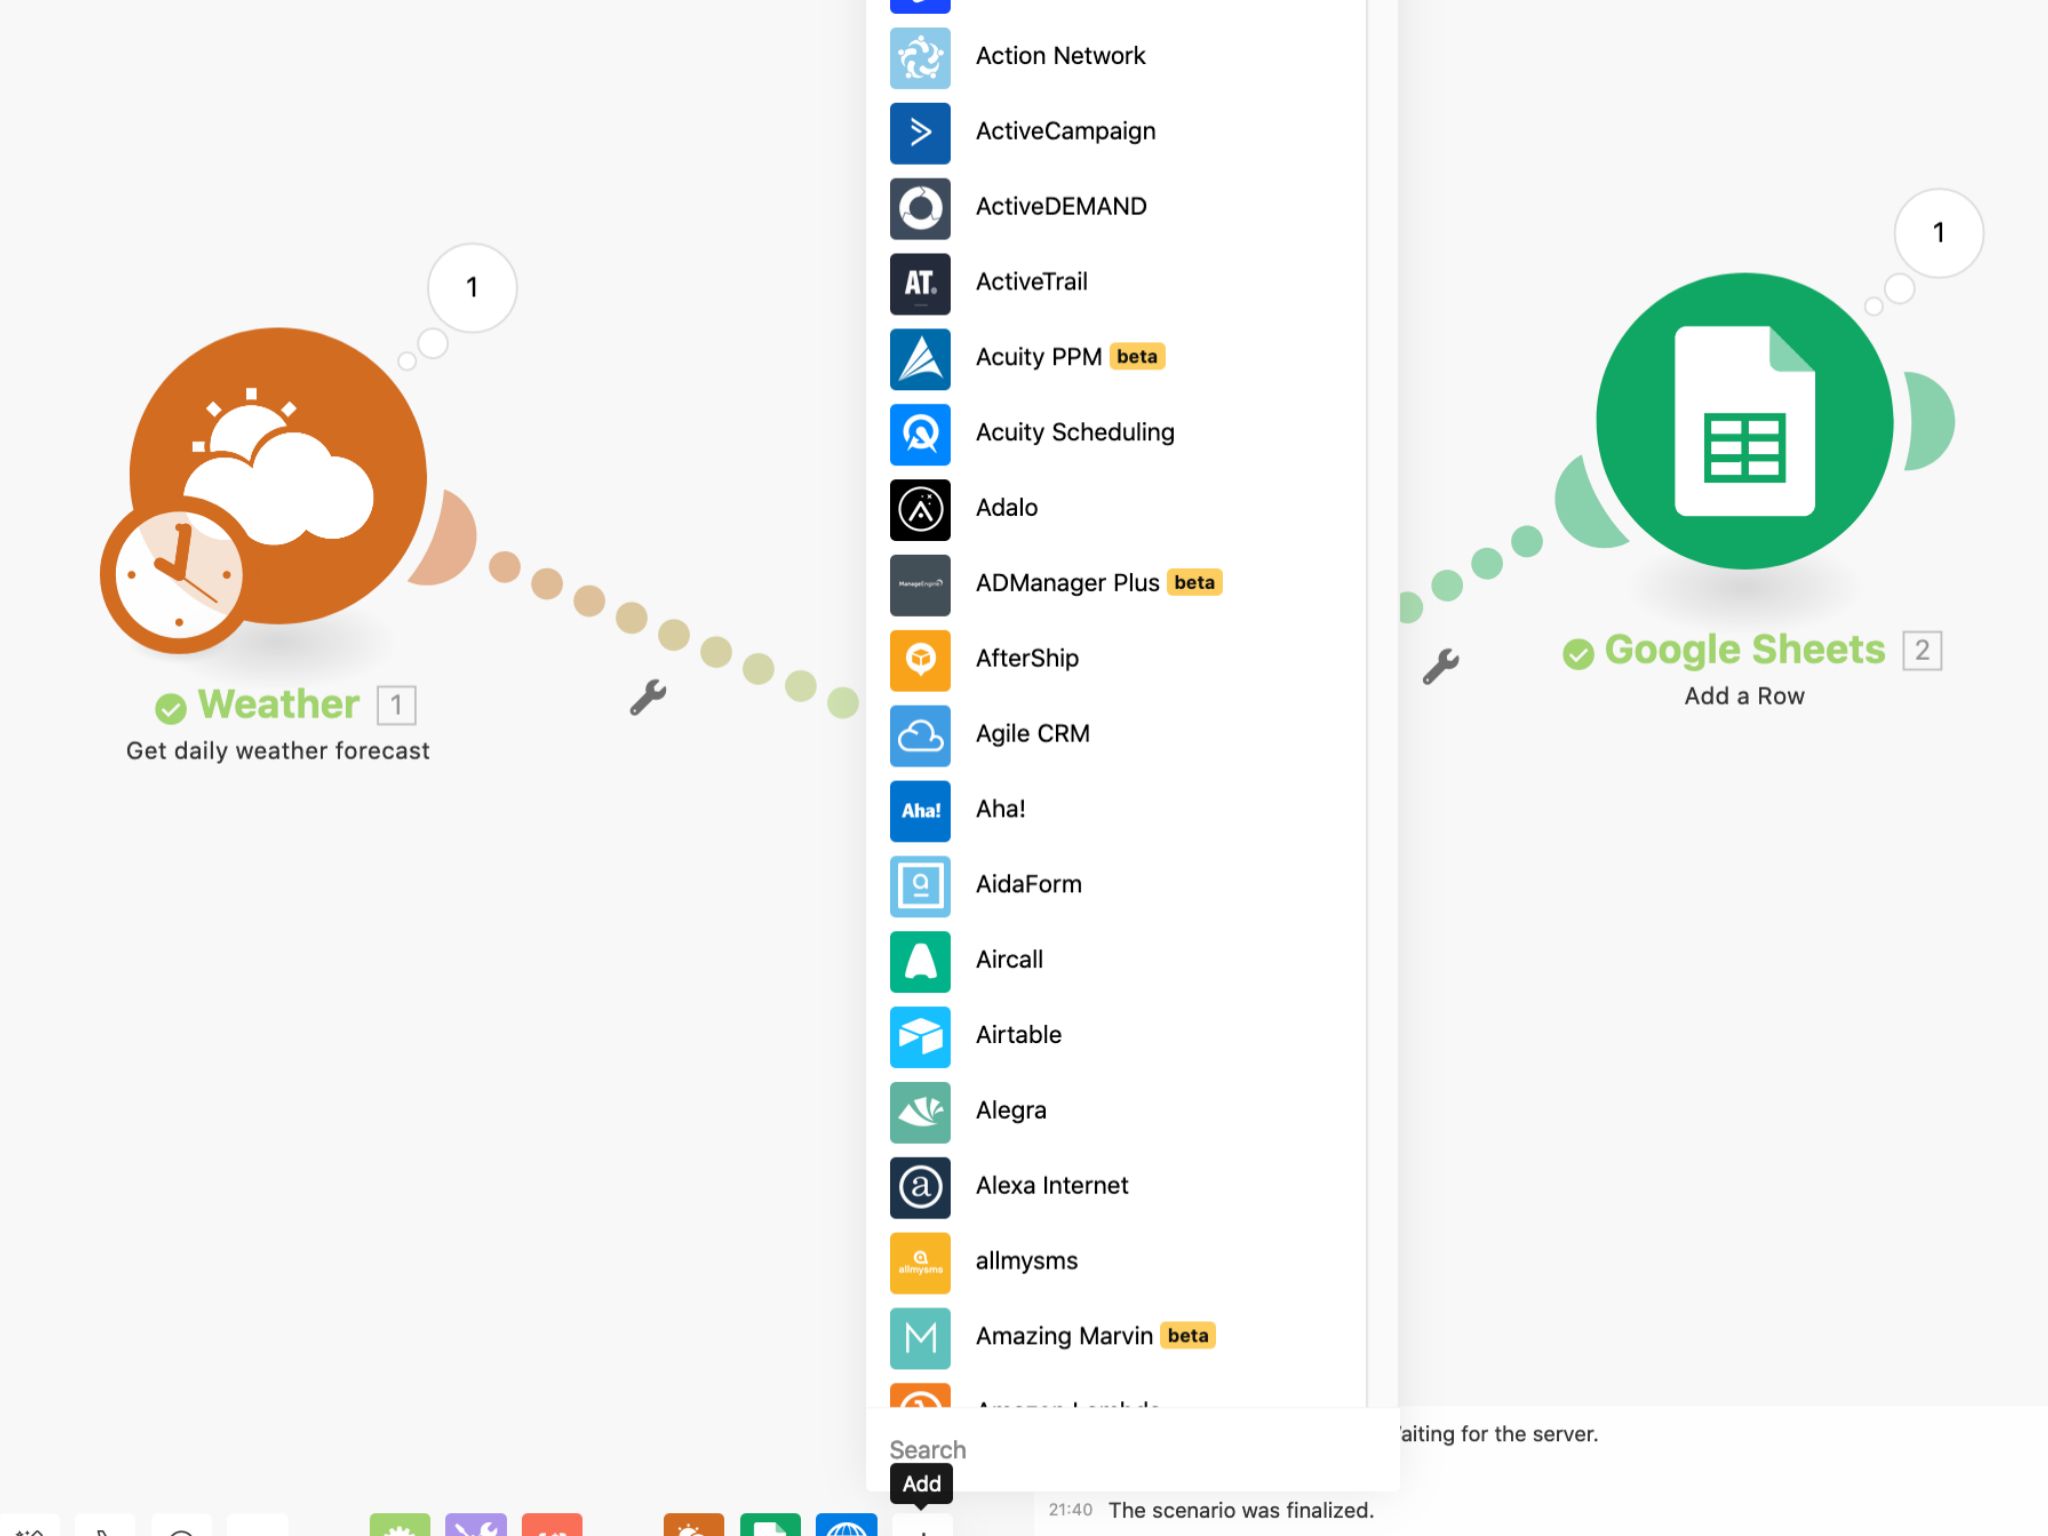 Action Network
ActiveCampaign
ActiveDEMAND
AT. ActiveTrail
Acuity PPM beta
Acuity Scheduling
Adalo
ManageEngine ADManager Plus beta
AfterShip
Agile CRM
Aha! Aha!
AidaForm
Aircall
Airtable
Alegra
a Alexa Internet
allmysms allmysms
Amazing Marvin beta
Search
Add
1
Weather 1
Get daily weather forecast
1
Google Sheets 2
Add a Row
aiting for the server.
21:40 The scenario was finalized.